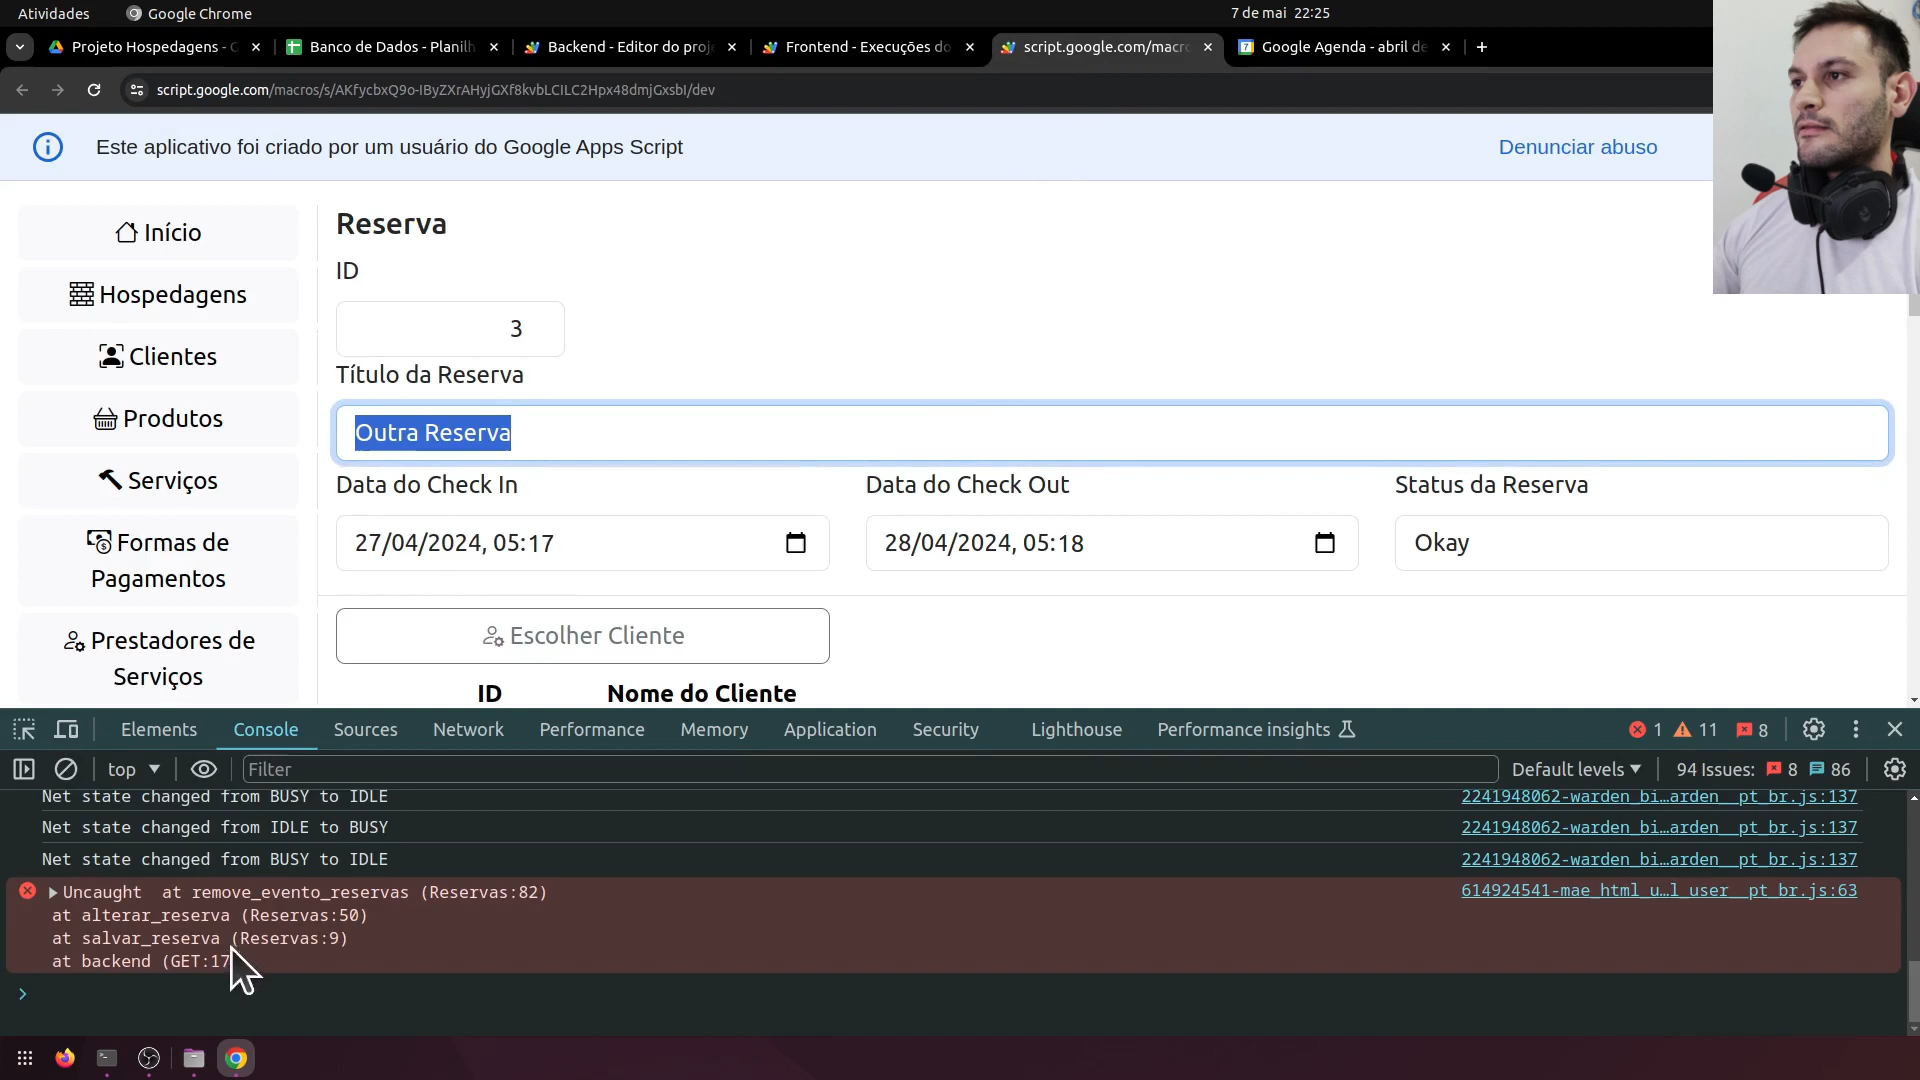 Atividades
Google Chrome
7 de mai 22:25
Projeto Hospedagens -
Banco de Dados - Planilh
Backend - Editor do proje
Frontend - Execuções do
script.google.com/macro
Google Agenda - abril de
script.google.com/macros/s/AKfycbxQ9o-IByZXrAHyjGXf8kvbLCILC2Hpx48dmjGxsbI/dev
Este aplicativo foi criado por um usuário do Google Apps Script
Denunciar abuso
Início
Hospedagens
Clientes
Produtos
Serviços
Formas de
Pagamentos
Prestadores de
Serviços
Reserva
ID
3
Título da Reserva
Outra Reserva
Data do Check In
Data do Check Out
Status da Reserva
27/04/2024, 05:17
28/04/2024, 05:18
Okay
Escolher Cliente
ID
Nome do Cliente
Elements
Console
Sources
Network
Performance
Memory
Application
Security
Lighthouse
Performance insights
1
11
8
top
Filter
Default levels
94 Issues:
8
86
Net state changed from BUSY to IDLE
2241948062-warden_bi…arden__pt_br.js:137
Net state changed from IDLE to BUSY
2241948062-warden_bi…arden__pt_br.js:137
Net state changed from BUSY to IDLE
2241948062-warden_bi…arden__pt_br.js:137
Uncaught at remove_evento_reservas (Reservas:82)
614924541-mae_html_u…l_user__pt_br.js:63
at alterar_reserva (Reservas:50)
at salvar_reserva (Reservas:9)
at backend (GET:17